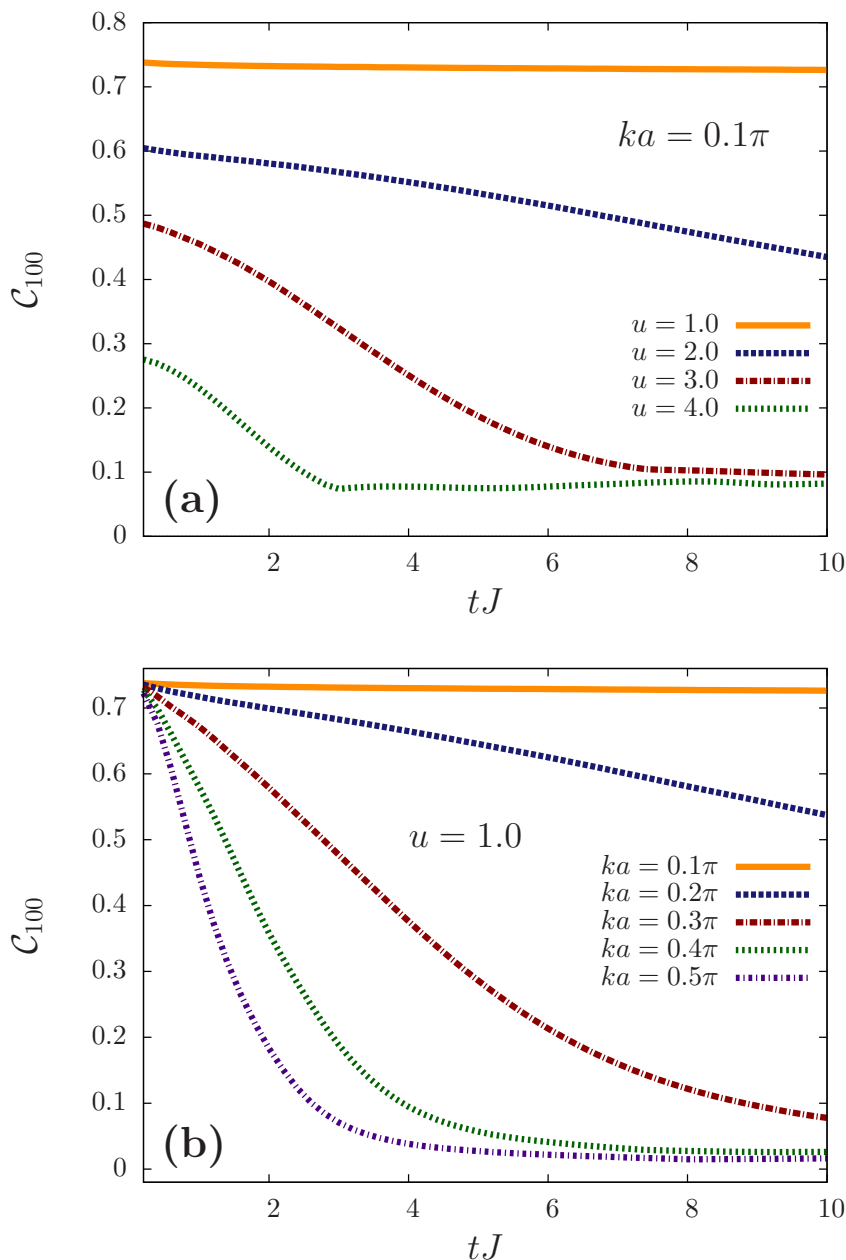 0.8
0.7
ka = 0.1π
0.6
0.5
C₁₀₀
0.4
u = 1.0
0.3
u = 2.0
u = 3.0
0.2
u = 4.0
0.1
(a)
0
2 4 6 8 10
tJ
0.7
0.6
u = 1.0
0.5
ka = 0.1π
0.4
ka = 0.2π
C₁₀₀
ka = 0.3π
0.3
ka = 0.4π
ka = 0.5π
0.2
0.1
(b)
0
2 4 6 8 10
tJ